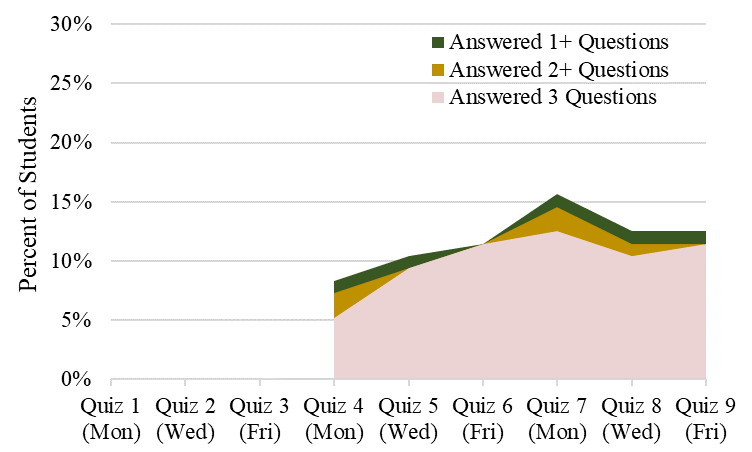 30%
25%
20%
15%
10%
5%
0%
Percent of Students
Answered 1+ Questions
Answered 2+ Questions
Answered 3 Questions
Quiz 1 Quiz 2 Quiz 3 Quiz 4 Quiz 5 Quiz 6 Quiz 7 Quiz 8 Quiz 9
(Mon) (Wed) (Fri) (Mon) (Wed) (Fri) (Mon) (Wed) (Fri)